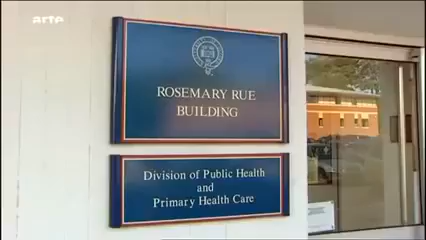 arte
ROSEMARY RUE
BUILDING
Division of Public Health
and
Primary Health Care